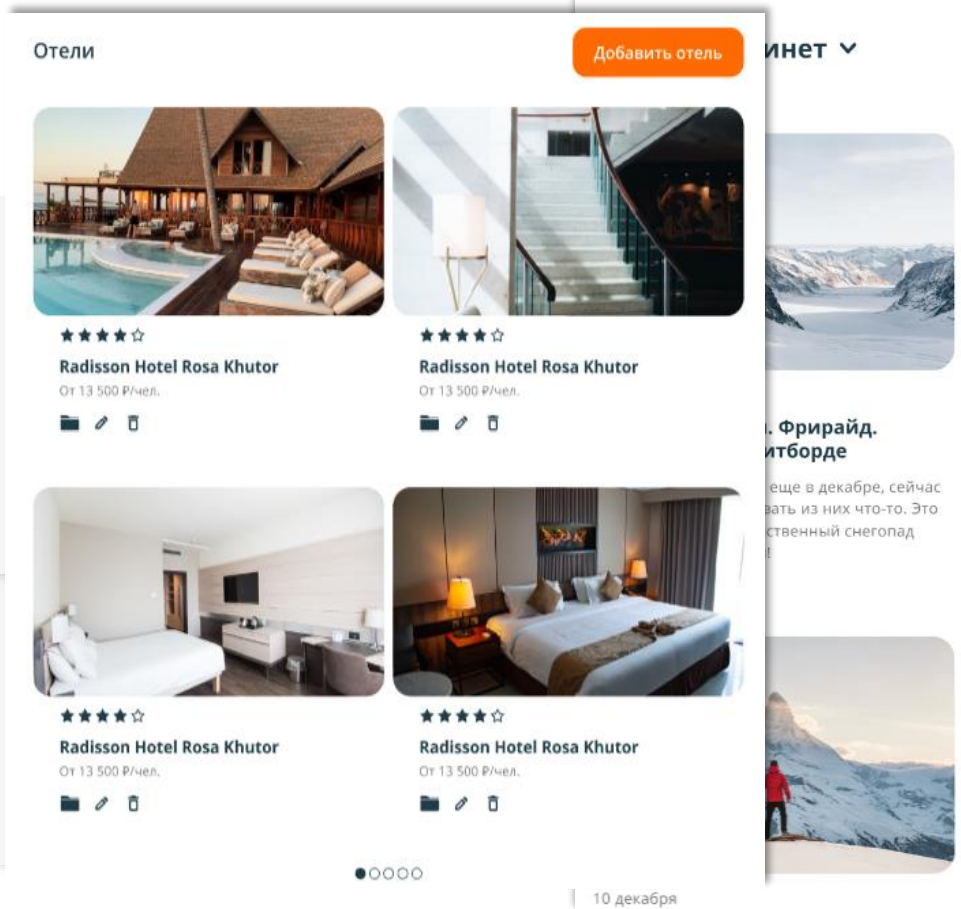 Отели
Добавить отель
Radisson Hotel Rosa Khutor
От 13 500 ₽/чел.
Radisson Hotel Rosa Khutor
От 13 500 ₽/чел.
Radisson Hotel Rosa Khutor
От 13 500 ₽/чел.
Radisson Hotel Rosa Khutor
От 13 500 ₽/чел.
инет
. Фрирайд.
итборде
еще в декабре, сейчас
вать из них что-то. Это
ственный снегопад
!
10 декабря